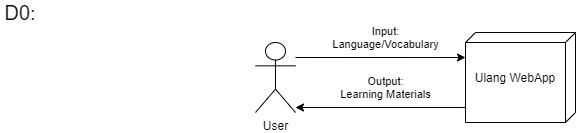 D0:
Input:
Language/Vocabulary
Ulang WebApp
Output:
Learning Materials
User